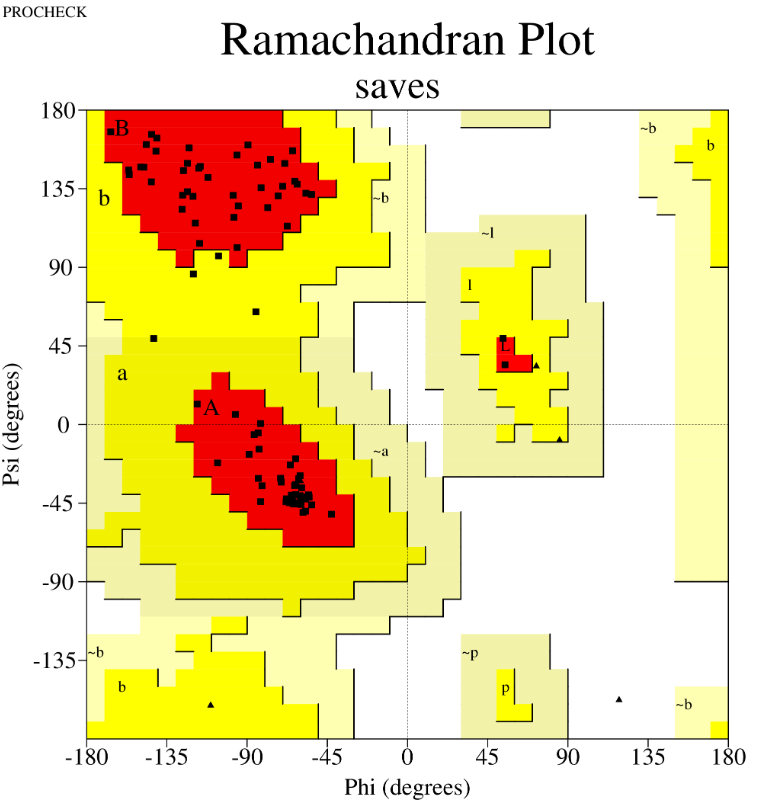 PROCHECK
Ramachandran Plot
saves
180
B
~b
b
135
b
~b
~l
90
l
45
L
a
A
0
~a
-45
-90
-135
~b
~p
b
p
~b
-180
-135
-90
-45
0
45
90
135
180
Phi (degrees)
Psi (degrees)